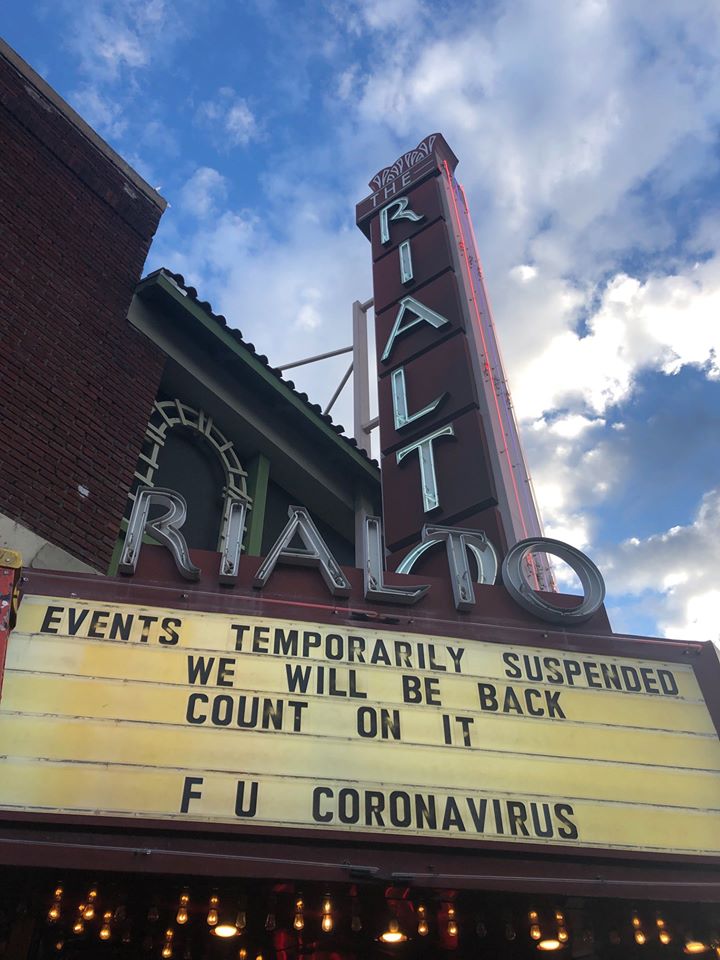 THE
RIALTO
RIALTO
EVENTS TEMPORARILY SUSPENDED
WE WILL BE BACK
COUNT ON IT
F U CORONAVIRUS